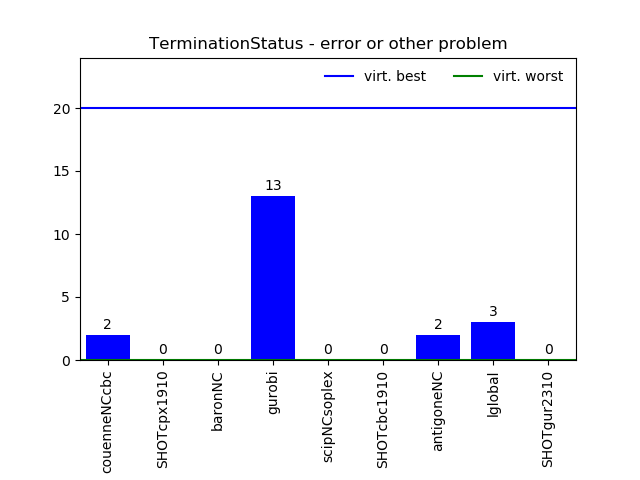 TerminationStatus - error or other problem
virt. best virt. worst
20
15
10
5
0
2 0 0 13 0 0 2 3 0
couenneNCcbc
SHOTcpx1910
baronNC
gurobi
scipNCsoplex
SHOTcbc1910
antigoneNC
lglobal
SHOTgur2310